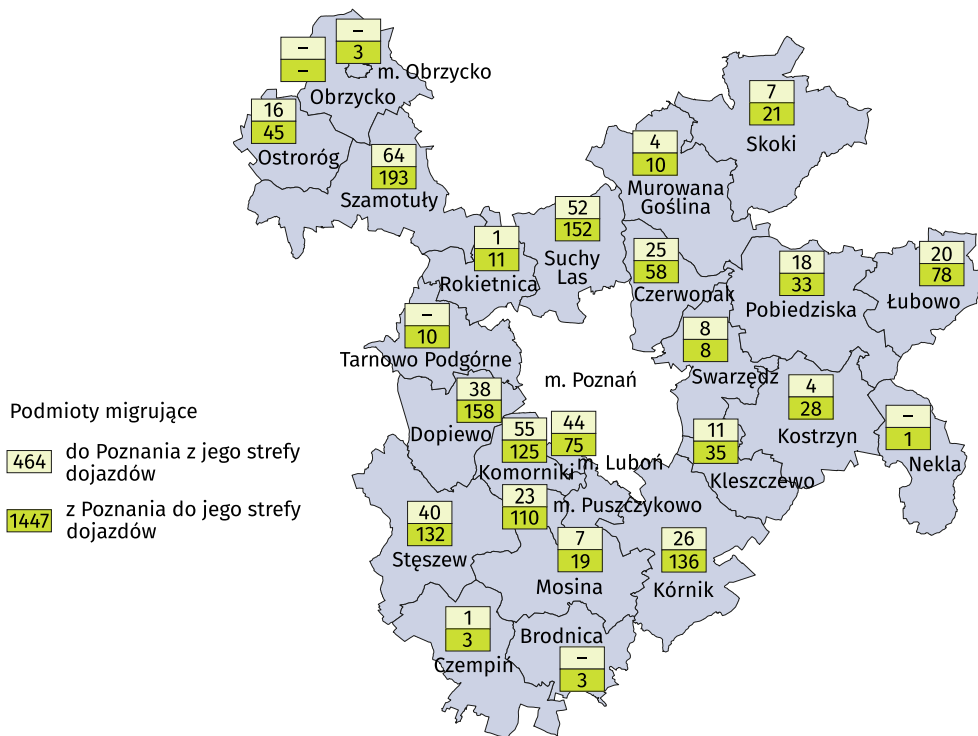 –
3
m. Obrzycko
–
–
Obrzycko
16
45
Ostroróg
64
193
Szamotuły
7
21
Skoki
4
10
Murowana
Goślina
52
152
Suchy
Las
1
11
Rokietnica
25
58
Czerwonak
18
33
Pobiedziska
20
78
Łubowo
–
10
Tarnowo Podgórne
8
8
Swarzędz
m. Poznań
38
158
Dopiewo
4
28
Kostrzyn
–
1
Nekla
55
125
Komorniki
44
75
m. Luboń
11
35
Kleszczewo
23
110
m. Puszczykowo
40
132
Stęszew
7
19
Mosina
26
136
Kórnik
1
3
Czempiń
Brodnica
–
3
Podmioty migrujące
464
do Poznania z jego strefy
dojazdów
1447
z Poznania do jego strefy
dojazdów